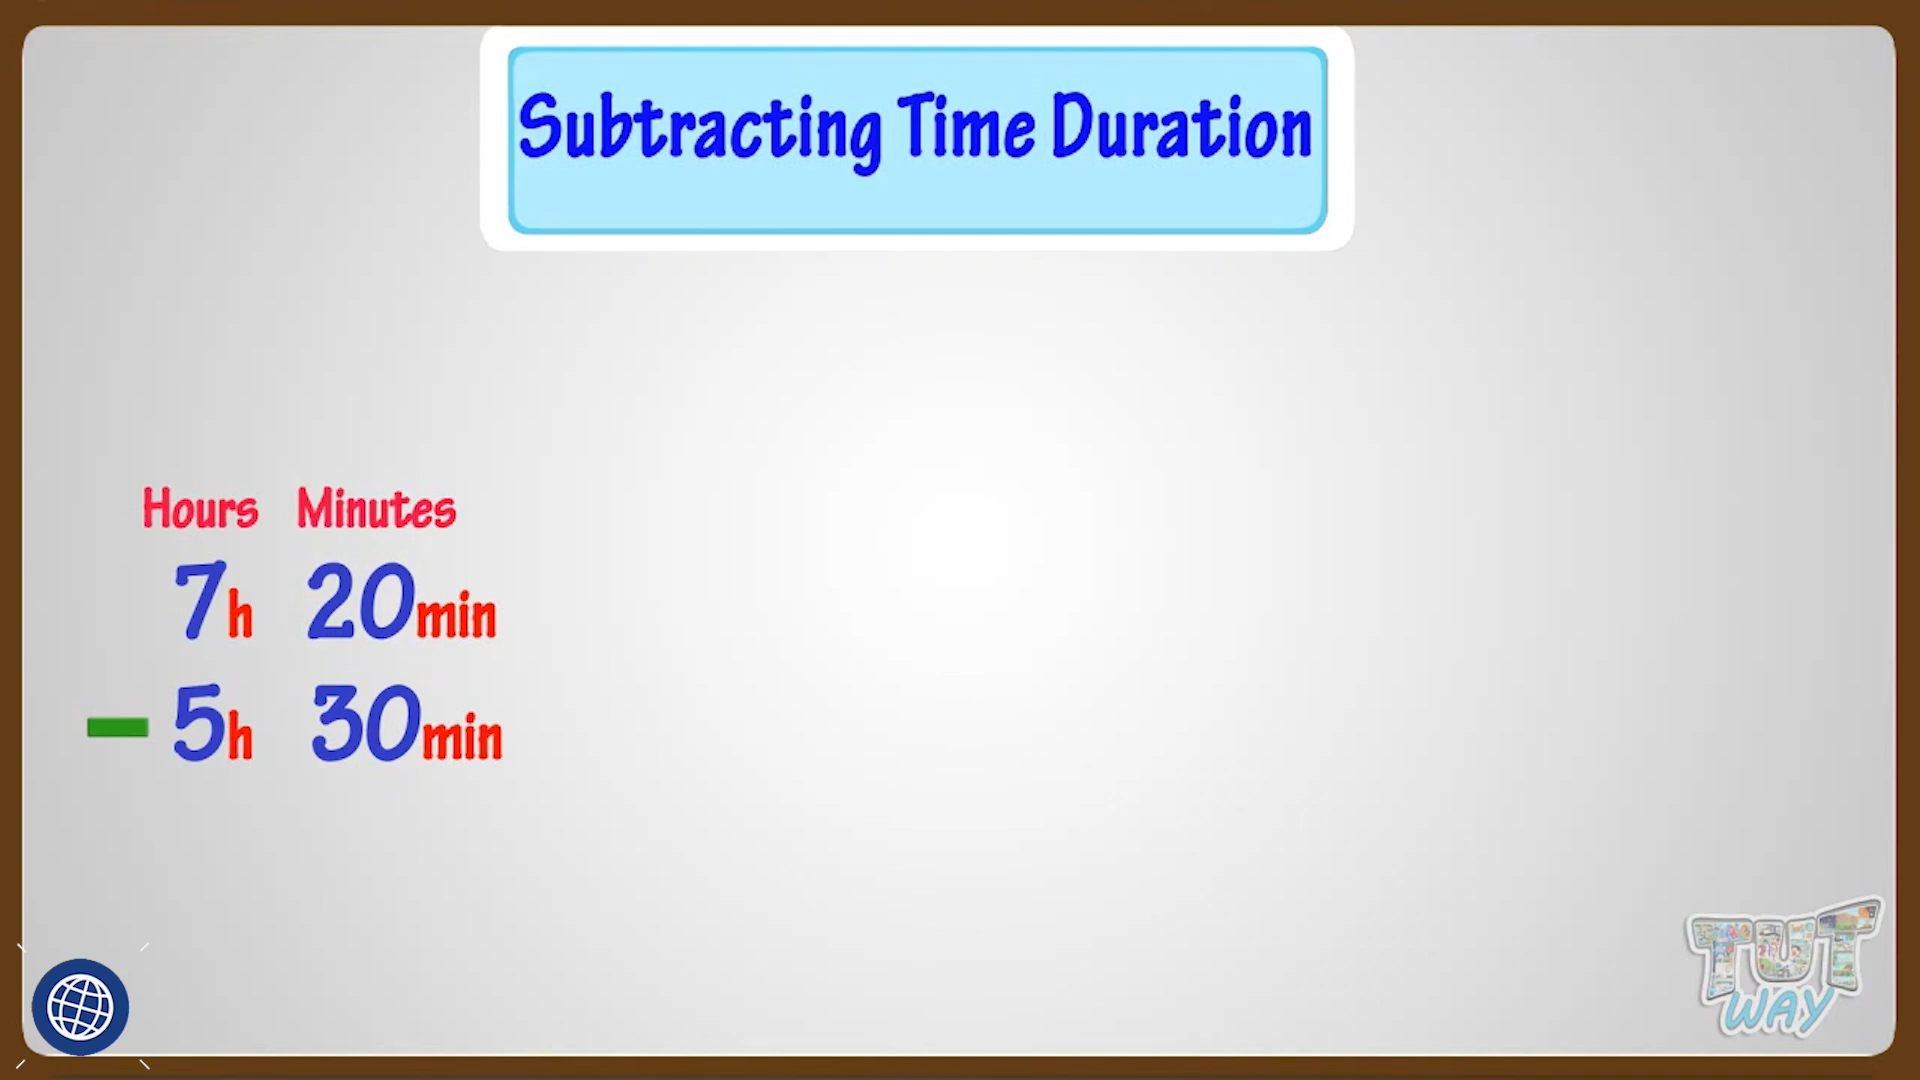 Subtracting Time Duration
Hours Minutes
7h 20min
- 5h 30min
TUT
WAY